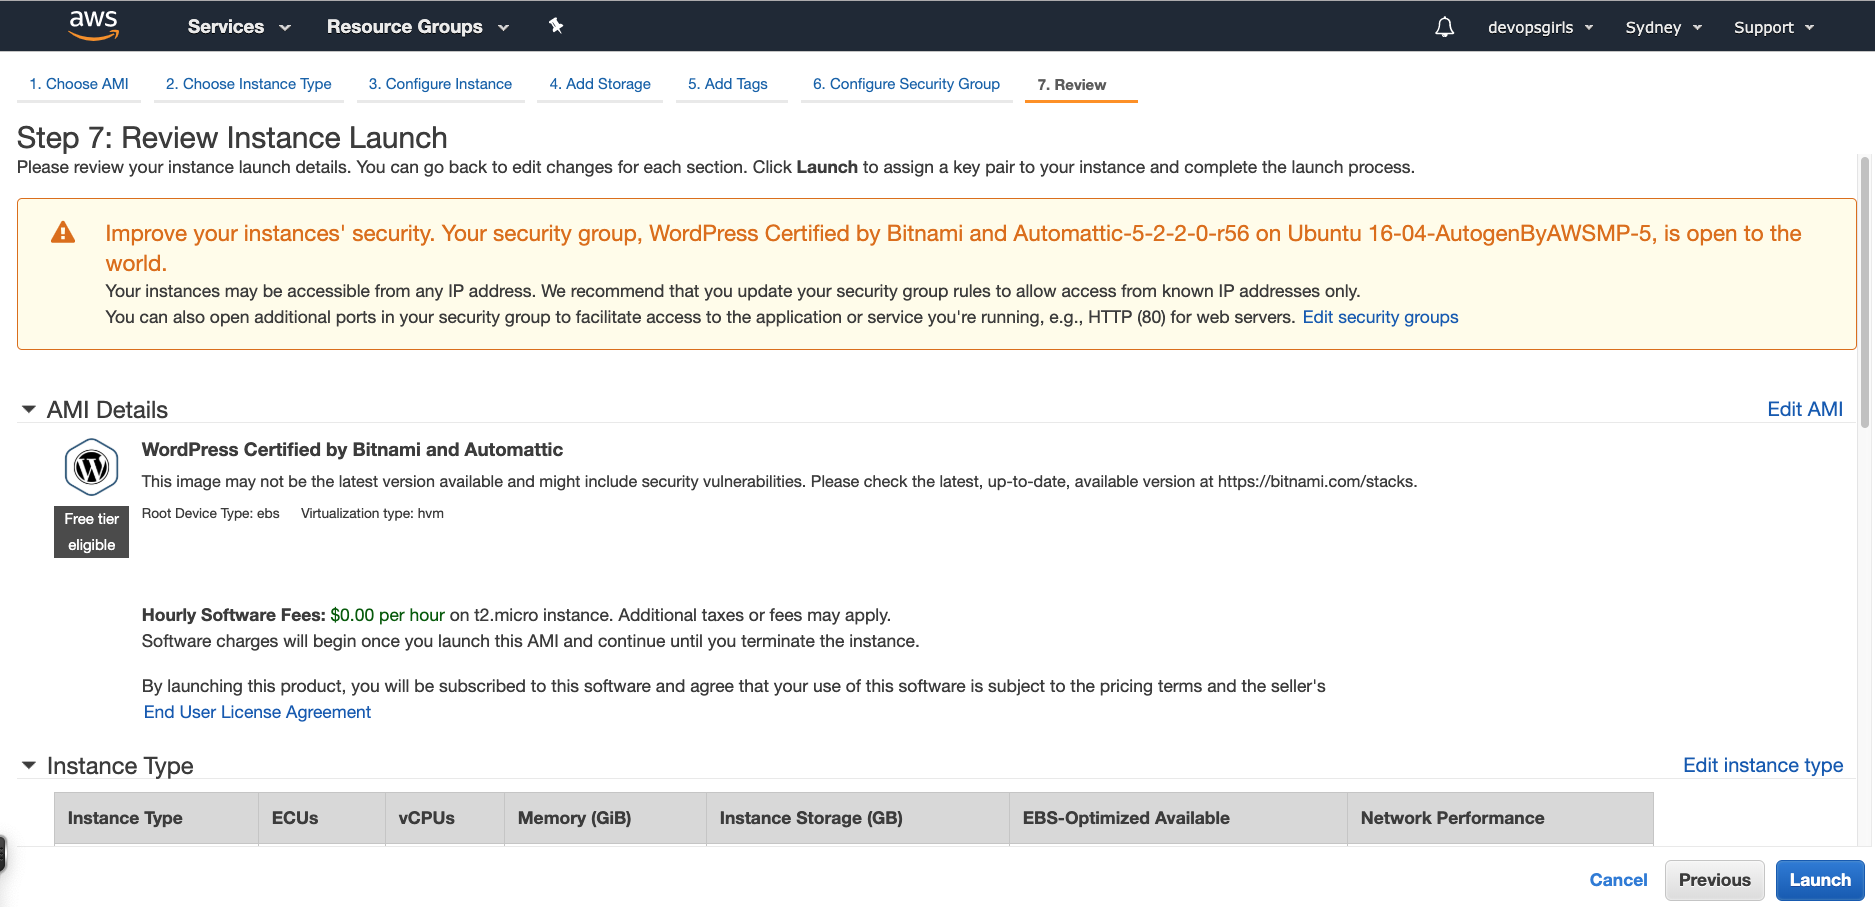 aws
Services
Resource Groups
devopsgirls
Sydney
Support
1. Choose AMI
2. Choose Instance Type
3. Configure Instance
4. Add Storage
5. Add Tags
6. Configure Security Group
7. Review
Step 7: Review Instance Launch
Please review your instance launch details. You can go back to edit changes for each section. Click Launch to assign a key pair to your instance and complete the launch process.
Improve your instances' security. Your security group, WordPress Certified by Bitnami and Automattic-5-2-2-0-r56 on Ubuntu 16-04-AutogenByAWSMP-5, is open to the
world.
Your instances may be accessible from any IP address. We recommend that you update your security group rules to allow access from known IP addresses only.
You can also open additional ports in your security group to facilitate access to the application or service you're running, e.g., HTTP (80) for web servers. Edit security groups
AMI Details
Edit AMI
WordPress Certified by Bitnami and Automattic
This image may not be the latest version available and might include security vulnerabilities. Please check the latest, up-to-date, available version at https://bitnami.com/stacks.
Free tier
eligible
Root Device Type: ebs Virtualization type: hvm
Hourly Software Fees: $0.00 per hour on t2.micro instance. Additional taxes or fees may apply.
Software charges will begin once you launch this AMI and continue until you terminate the instance.
By launching this product, you will be subscribed to this software and agree that your use of this software is subject to the pricing terms and the seller's
End User License Agreement
Instance Type
Edit instance type
Instance Type
ECUs
vCPUs
Memory (GiB)
Instance Storage (GB)
EBS-Optimized Available
Network Performance
Cancel
Previous
Launch